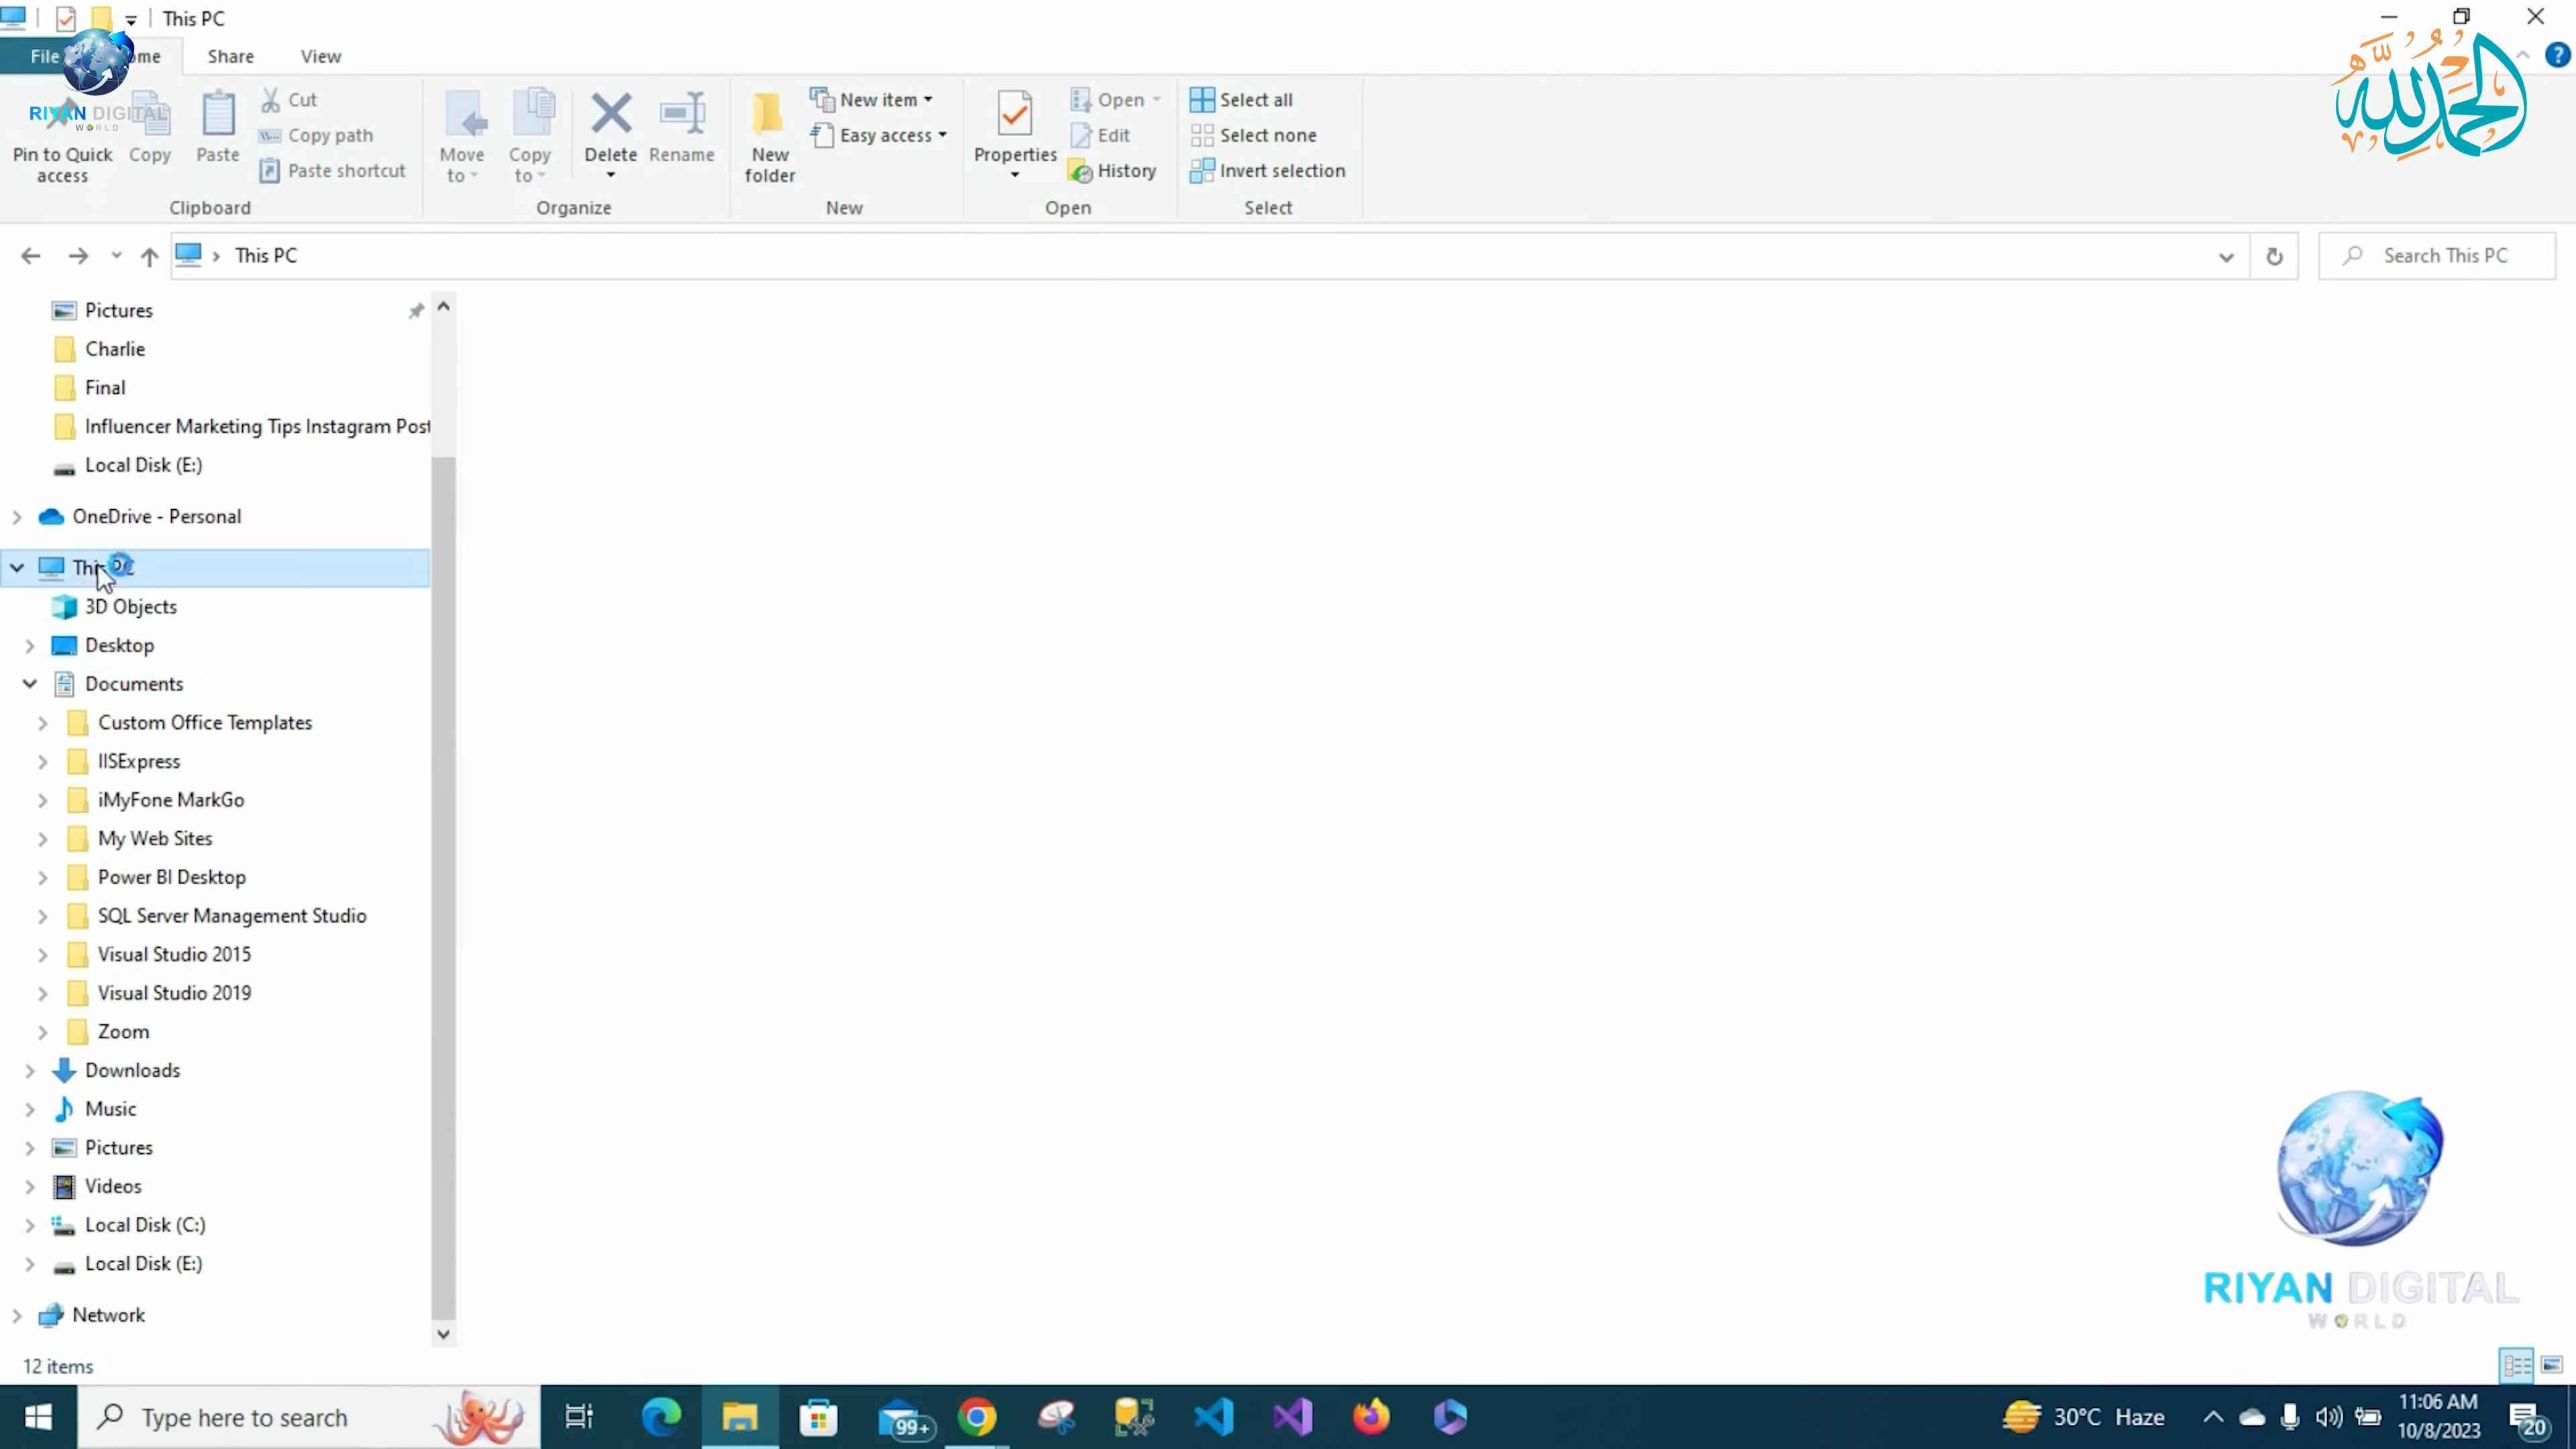 This PC
File
Home
Share
View
الحمد لله
RIYAN DIGITAL
WORLD
Pin to Quick access
Copy
Paste
Cut
Copy path
Paste shortcut
Clipboard
Move to
Copy to
Delete
Rename
Organize
New folder
New item
Easy access
New
Properties
Open
Edit
History
Open
Select all
Select none
Invert selection
Select
This PC
Search This PC
Pictures
Charlie
Final
Influencer Marketing Tips Instagram Post
Local Disk (E:)
OneDrive - Personal
This PC
3D Objects
Desktop
Documents
Custom Office Templates
IISExpress
iMyFone MarkGo
My Web Sites
Power BI Desktop
SQL Server Management Studio
Visual Studio 2015
Visual Studio 2019
Zoom
Downloads
Music
Pictures
Videos
Local Disk (C:)
Local Disk (E:)
Network
RIYAN DIGITAL
WORLD
12 items
Type here to search
99+
30°C Haze
11:06 AM
10/8/2023
20